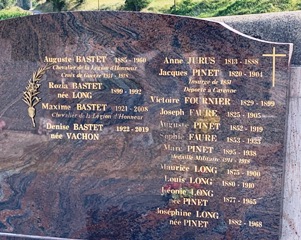 Auguste BASTET 1885 - 1960
Chevalier de la Légion d'Honneur
Croix de Guerre 1914 - 1918
Rozia BASTET
née LONG 1899 - 1992
Maxime BASTET 1921 - 2008
Chevalier de la Légion d'Honneur
Denise BASTET 1923 - 2019
née VACHON
Anne JURUS 1813 - 1888
Jacques PINET 1820 - 1904
Insurgé de 1851
Déporté à Cayenne
Victoire FOURNIER 1829 - 1899
Joseph FAURE 1825 - 1905
Auguste PINET 1852 - 1919
Sophie FAURE 1853 - 1933
Marc PINET 1895 - 1938
Médaille Militaire 1914 - 1918
Maurice LONG 1875 - 1950
Louis LONG 1880 - 1910
Léonie LONG
née PINET 1877 - 1965
Joséphine LONG
née PINET 1882 - 1968